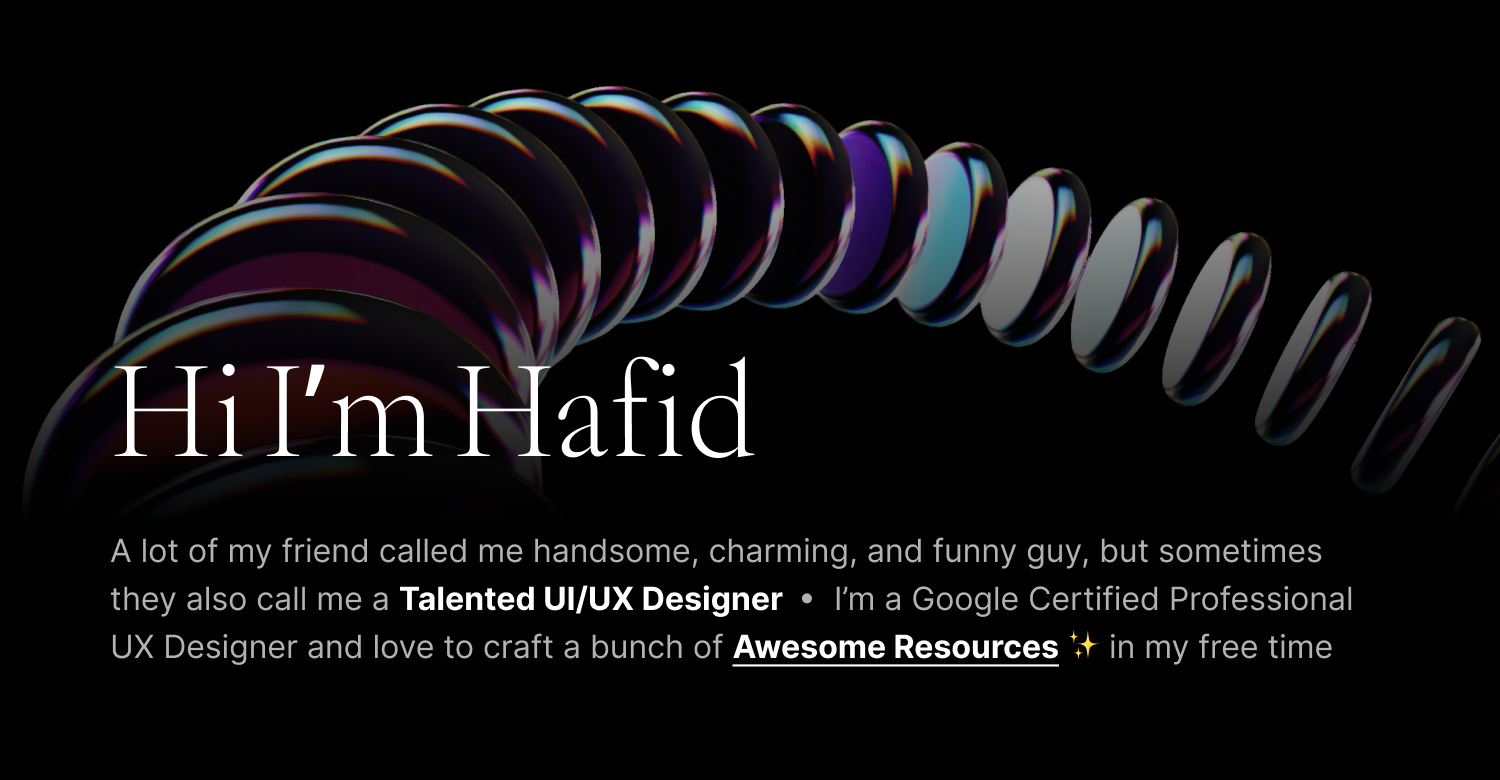 Hi I'm Hafid
A lot of my friend called me handsome, charming, and funny guy, but sometimes
they also call me a Talented UI/UX Designer • I'm a Google Certified Professional
UX Designer and love to craft a bunch of Awesome Resources ✨ in my free time